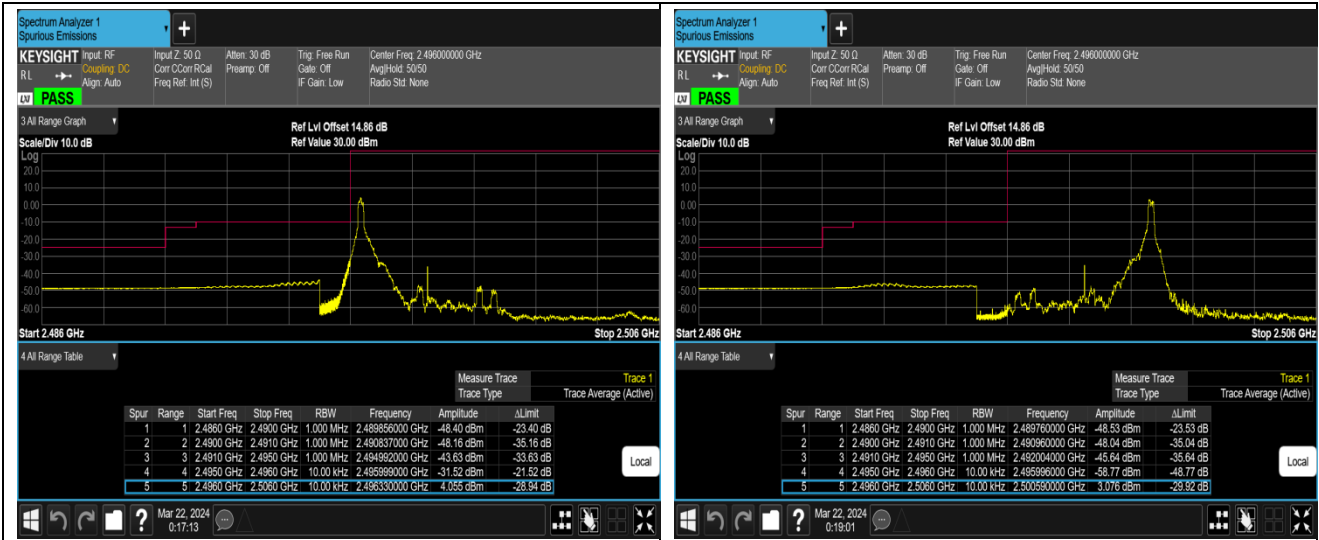 Spectrum Analyzer 1
Spurious Emissions
+
KEYSIGHT Input: RF Input Z: 50 Ω Atten: 30 dB Trig: Free Run Center Freq: 2.496000000 GHz
RL Coupling: DC Corr CCorr RCal Preamp: Off Gate: Off Avg|Hold: 50/50
Align: Auto Freq Ref: Int (S) IF Gain: Low Radio Std: None
LXI PASS
3 All Range Graph
Ref Lvl Offset 14.86 dB
Scale/Div 10.0 dB Ref Value 30.00 dBm
Log
20.0
10.0
0.00
-10.0
-20.0
-30.0
-40.0
-50.0
-60.0
Start 2.486 GHz Stop 2.506 GHz
4 All Range Table
Measure Trace Trace 1
Trace Type Trace Average (Active)
Spur Range Start Freq Stop Freq RBW Frequency Amplitude ΔLimit
1 1 2.4860 GHz 2.4900 GHz 1.000 MHz 2.489856000 GHz -48.40 dBm -23.40 dB
2 2 2.4900 GHz 2.4910 GHz 1.000 MHz 2.490837000 GHz -48.16 dBm -35.16 dB
3 3 2.4910 GHz 2.4950 GHz 1.000 MHz 2.494992000 GHz -43.63 dBm -33.63 dB
4 4 2.4950 GHz 2.4960 GHz 10.00 kHz 2.495999000 GHz -31.52 dBm -21.52 dB
5 5 2.4960 GHz 2.5060 GHz 10.00 kHz 2.496330000 GHz 4.055 dBm -28.94 dB
Local
?
Mar 22, 2024
0:17:13
Spectrum Analyzer 1
Spurious Emissions
+
KEYSIGHT Input: RF Input Z: 50 Ω Atten: 30 dB Trig: Free Run Center Freq: 2.496000000 GHz
RL Coupling: DC Corr CCorr RCal Preamp: Off Gate: Off Avg|Hold: 50/50
Align: Auto Freq Ref: Int (S) IF Gain: Low Radio Std: None
LXI PASS
3 All Range Graph
Ref Lvl Offset 14.86 dB
Scale/Div 10.0 dB Ref Value 30.00 dBm
Log
20.0
10.0
0.00
-10.0
-20.0
-30.0
-40.0
-50.0
-60.0
Start 2.486 GHz Stop 2.506 GHz
4 All Range Table
Measure Trace Trace 1
Trace Type Trace Average (Active)
Spur Range Start Freq Stop Freq RBW Frequency Amplitude ΔLimit
1 1 2.4860 GHz 2.4900 GHz 1.000 MHz 2.489760000 GHz -48.53 dBm -23.53 dB
2 2 2.4900 GHz 2.4910 GHz 1.000 MHz 2.490960000 GHz -48.04 dBm -35.04 dB
3 3 2.4910 GHz 2.4950 GHz 1.000 MHz 2.492004000 GHz -45.64 dBm -35.64 dB
4 4 2.4950 GHz 2.4960 GHz 10.00 kHz 2.495996000 GHz -58.77 dBm -48.77 dB
5 5 2.4960 GHz 2.5060 GHz 10.00 kHz 2.500590000 GHz 3.076 dBm -29.92 dB
Local
?
Mar 22, 2024
0:19:01